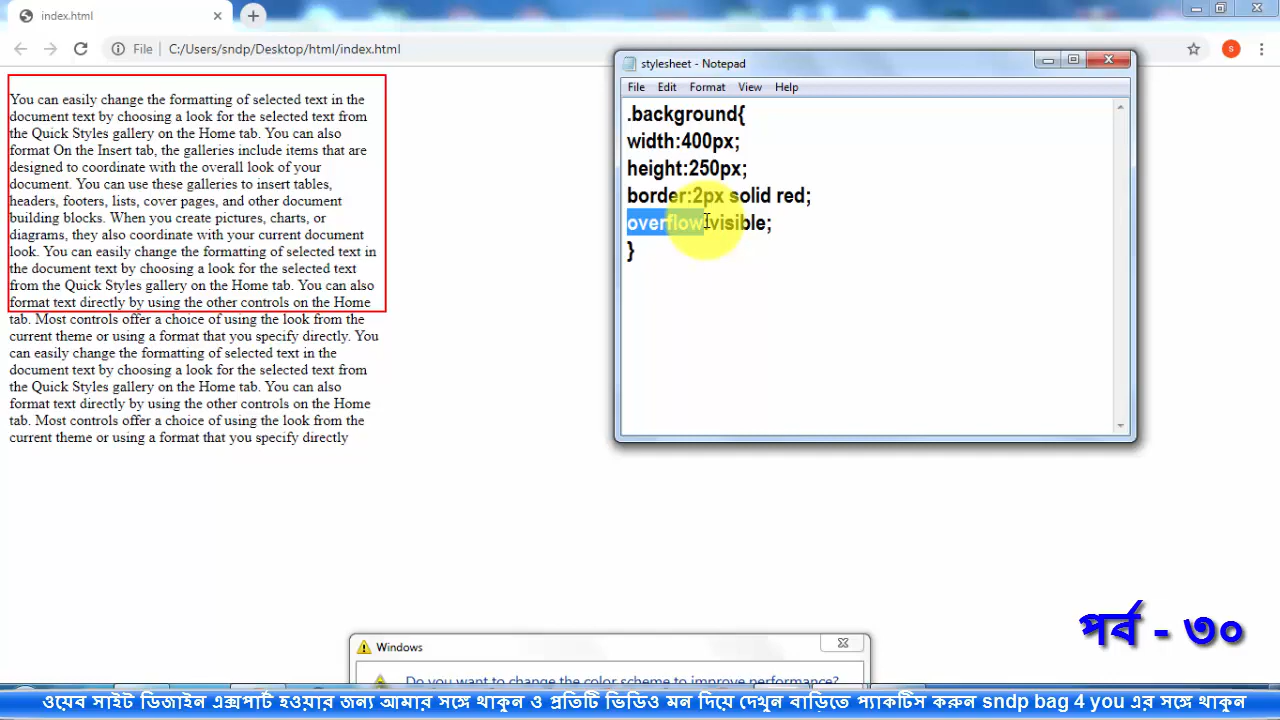 index.html
File
C:/Users/sndp/Desktop/html/index.html
S
You can easily change the formatting of selected text in the
document text by choosing a look for the selected text from
the Quick Styles gallery on the Home tab. You can also
format On the Insert tab, the galleries include items that are
designed to coordinate with the overall look of your
document. You can use these galleries to insert tables,
headers, footers, lists, cover pages, and other document
building blocks. When you create pictures, charts, or
diagrams, they also coordinate with your current document
look. You can easily change the formatting of selected text in
the document text by choosing a look for the selected text
from the Quick Styles gallery on the Home tab. You can also
format text directly by using the other controls on the Home
tab. Most controls offer a choice of using the look from the
current theme or using a format that you specify directly. You
can easily change the formatting of selected text in the
document text by choosing a look for the selected text from
the Quick Styles gallery on the Home tab. You can also
format text directly by using the other controls on the Home
tab. Most controls offer a choice of using the look from the
current theme or using a format that you specify directly
stylesheet - Notepad
File Edit Format View Help
.background{
width:400px;
height:250px;
border:2px solid red;
overflow:visible;
}
পর্ব - ৩০
Windows
Do you want to change the color scheme to improve performance?
ওয়েব সাইট ডিজাইন এক্সপার্ট হওয়ার জন্য আমার সঙ্গে থাকুন ও প্রতিটি ভিডিও মন দিয়ে দেখুন বাড়িতে প্যাকটিস করুন sndp bag 4 you এর সঙ্গে থাকুন